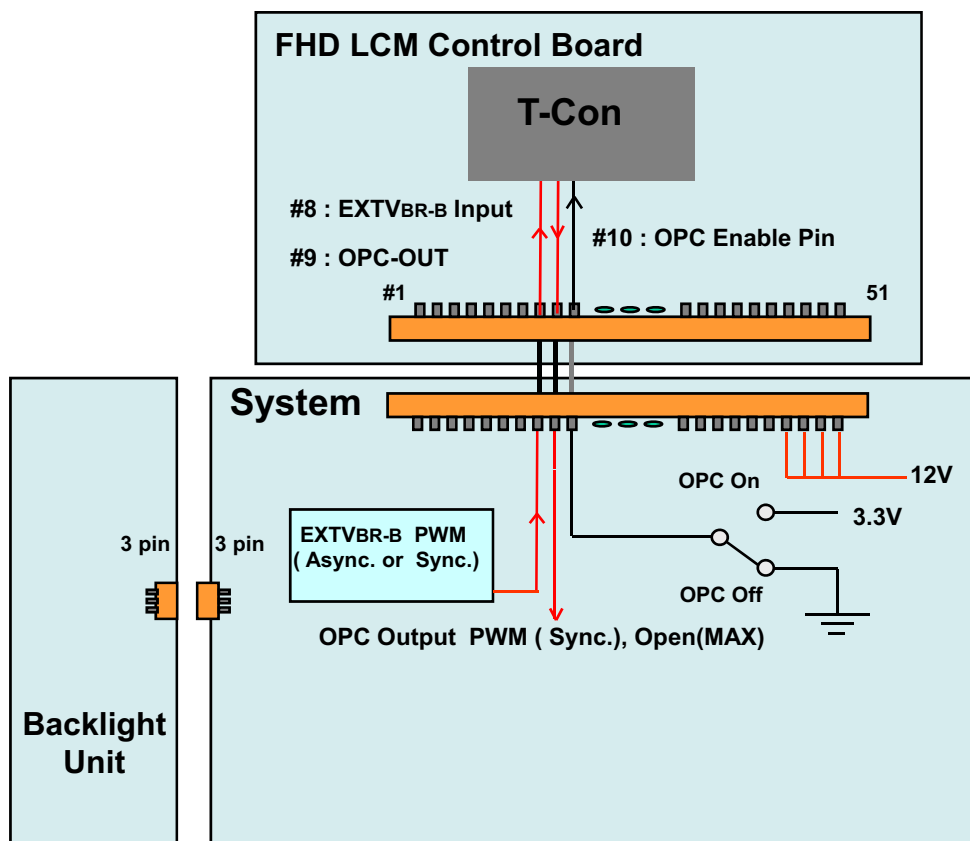 FHD LCM Control Board
T-Con
#8 : EXTVBR-B Input
#9 : OPC-OUT
#10 : OPC Enable Pin
#1
51
System
12V
OPC On
3.3V
EXTVBR-B PWM
( Async. or Sync.)
3 pin
3 pin
OPC Off
OPC Output PWM ( Sync.), Open(MAX)
Backlight
Unit